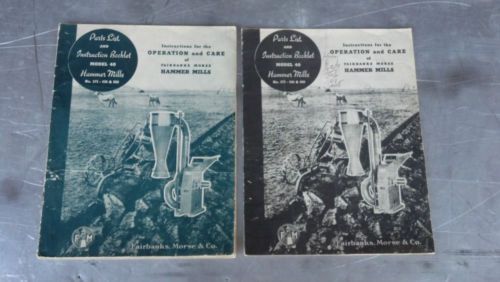 Parts List
AND
Instruction Booklet
MODEL 40
Hammer Mills
Instructions for the
OPERATION and CARE
of
FAIRBANKS MORSE
HAMMER MILLS
F M
Fairbanks, Morse & Co.
Parts List
AND
Instruction Booklet
MODEL 40
Hammer Mills
Instructions for the
OPERATION and CARE
of
FAIRBANKS MORSE
HAMMER MILLS
F M
Fairbanks, Morse & Co.